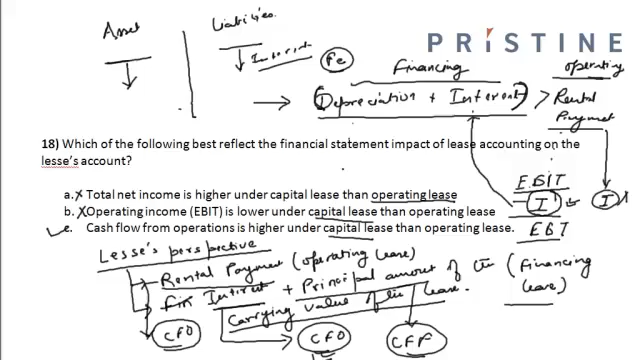 Asset
Liabilities
Interest
Fe
PRISTINE
Financing
operating
(Depreciation + Interest) > Rental
Payment
18) Which of the following best reflect the financial statement impact of lease accounting on the
lesse's account?
EBIT
I
I
EBT
a. Total net income is higher under capital lease than operating lease
b. Operating income (EBIT) is lower under capital lease than operating lease
c. Cash flow from operations is higher under capital lease than operating lease.
Lesse's perspective
Rental Payment (operating lease)
Interest + Principal amount of (Financing
lease)
Carrying value of lease.
CFO
CFO
CFF